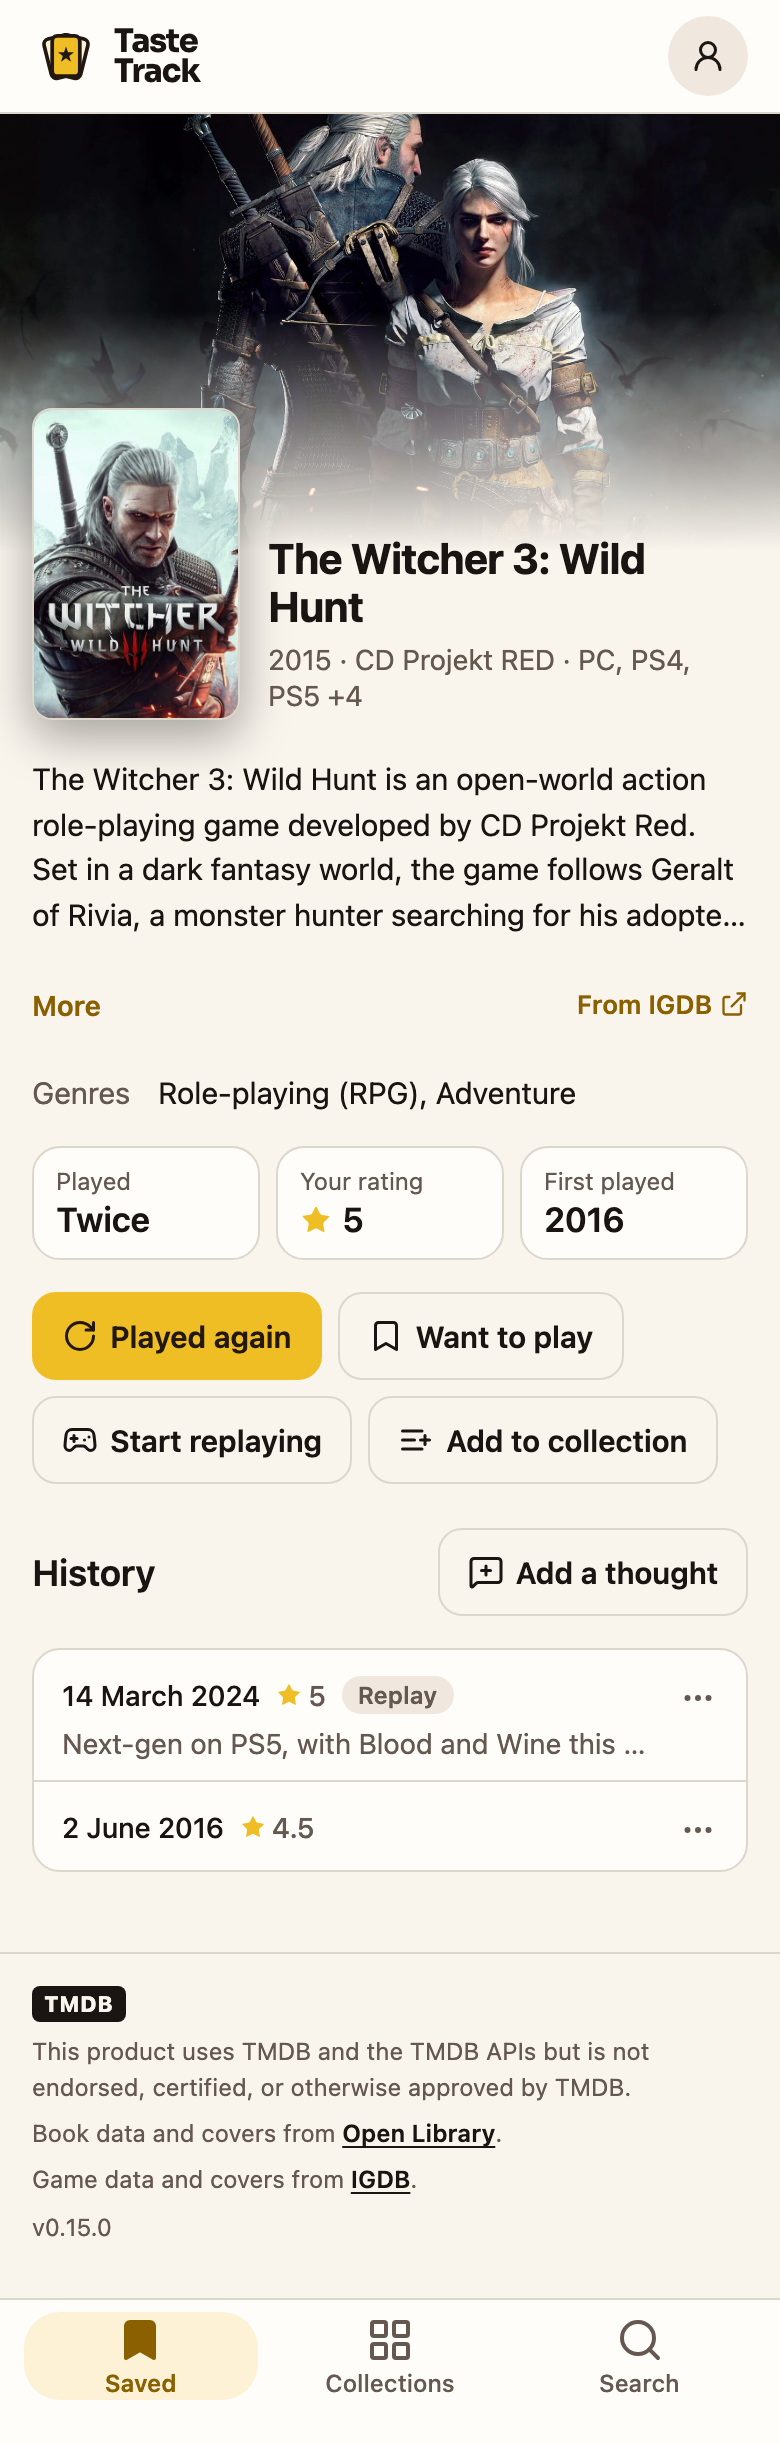 Taste
Track
THE
WITCHER
WILD HUNT
The Witcher 3: Wild
Hunt
2015 · CD Projekt RED · PC, PS4,
PS5 +4
The Witcher 3: Wild Hunt is an open-world action
role-playing game developed by CD Projekt Red.
Set in a dark fantasy world, the game follows Geralt
of Rivia, a monster hunter searching for his adopte...
More
From IGDB
Genres Role-playing (RPG), Adventure
Played
Twice
Your rating
5
First played
2016
Played again
Want to play
Start replaying
Add to collection
History
Add a thought
14 March 2024 5 Replay
Next-gen on PS5, with Blood and Wine this ...
2 June 2016 4.5
TMDB
This product uses TMDB and the TMDB APIs but is not
endorsed, certified, or otherwise approved by TMDB.
Book data and covers from Open Library.
Game data and covers from IGDB.
v0.15.0
Saved
Collections
Search